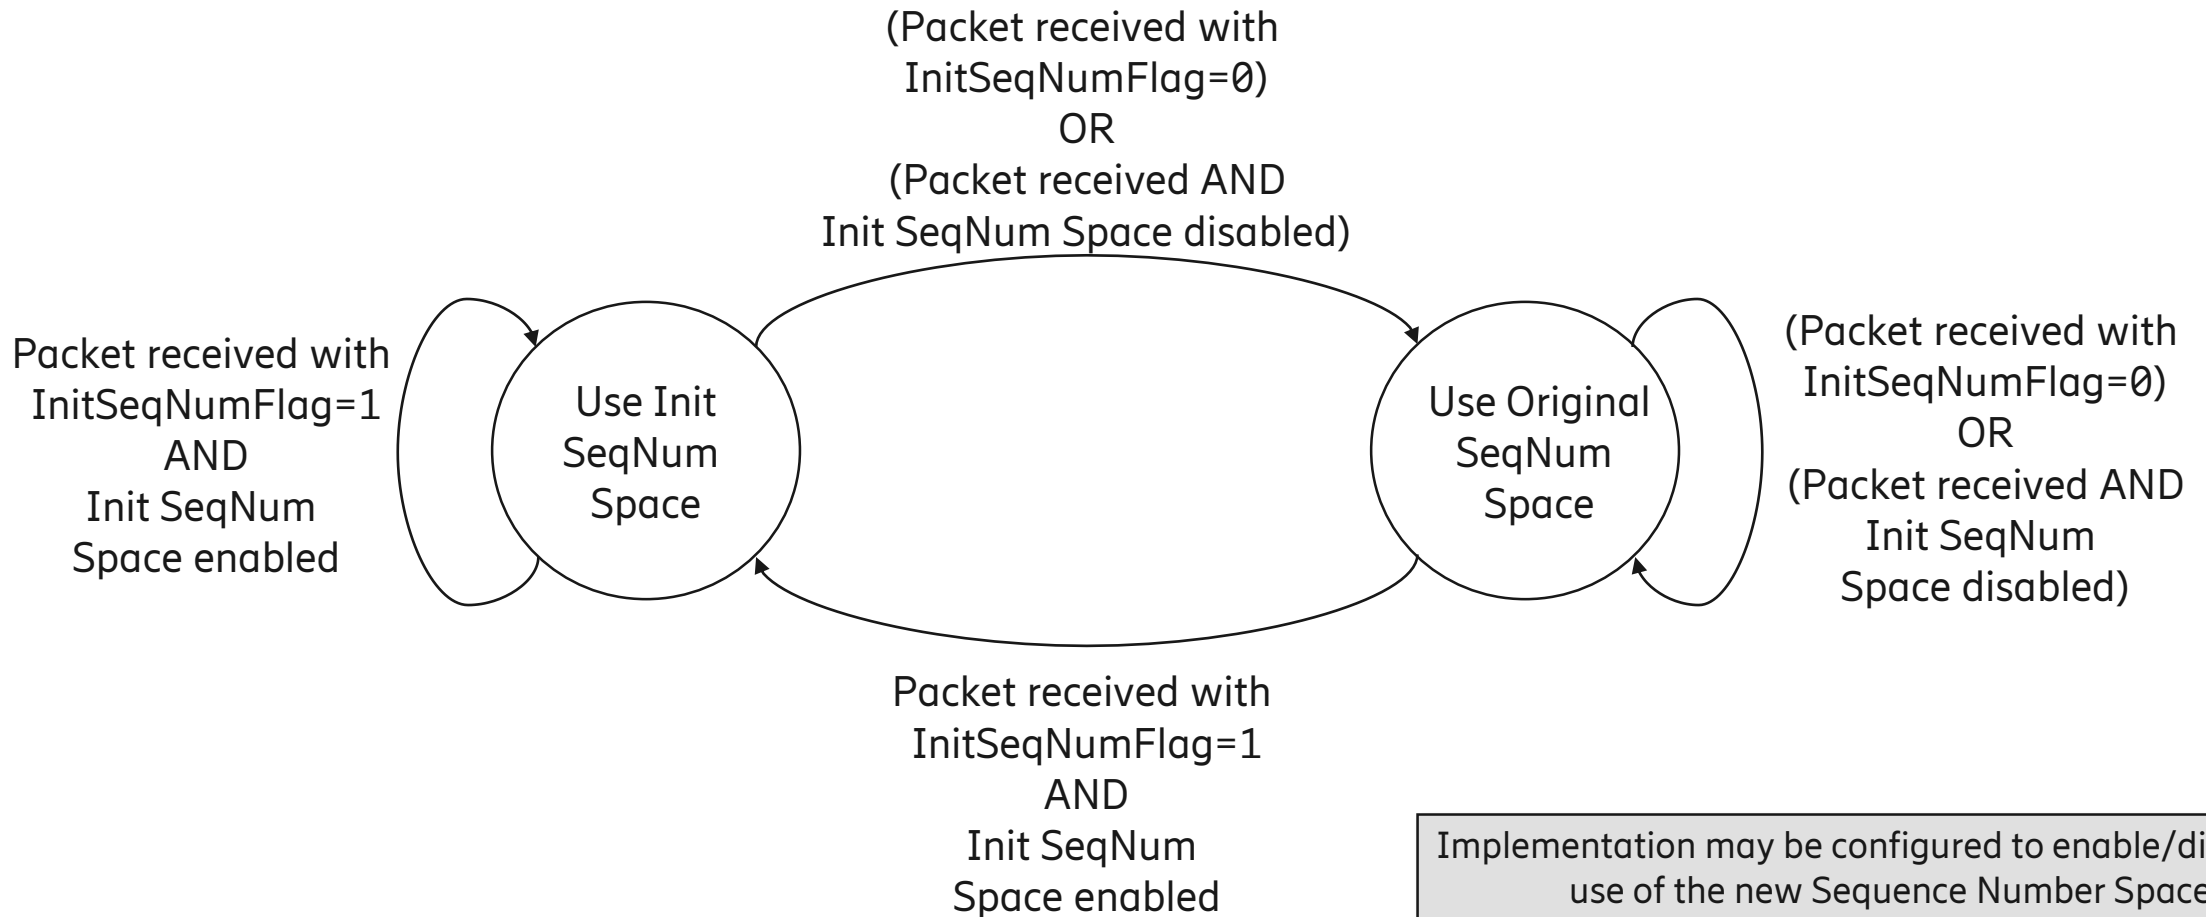 (Packet received with
InitSeqNumFlag=0)
OR
(Packet received AND
Init SeqNum Space disabled)
Packet received with
InitSeqNumFlag=1
AND
Init SeqNum
Space enabled
Use Init
SeqNum
Space
Use Original
SeqNum
Space
(Packet received with
InitSeqNumFlag=0)
OR
(Packet received AND
Init SeqNum
Space disabled)
Packet received with
InitSeqNumFlag=1
AND
Init SeqNum
Space enabled
Implementation may be configured to enable/di
use of the new Sequence Number Space